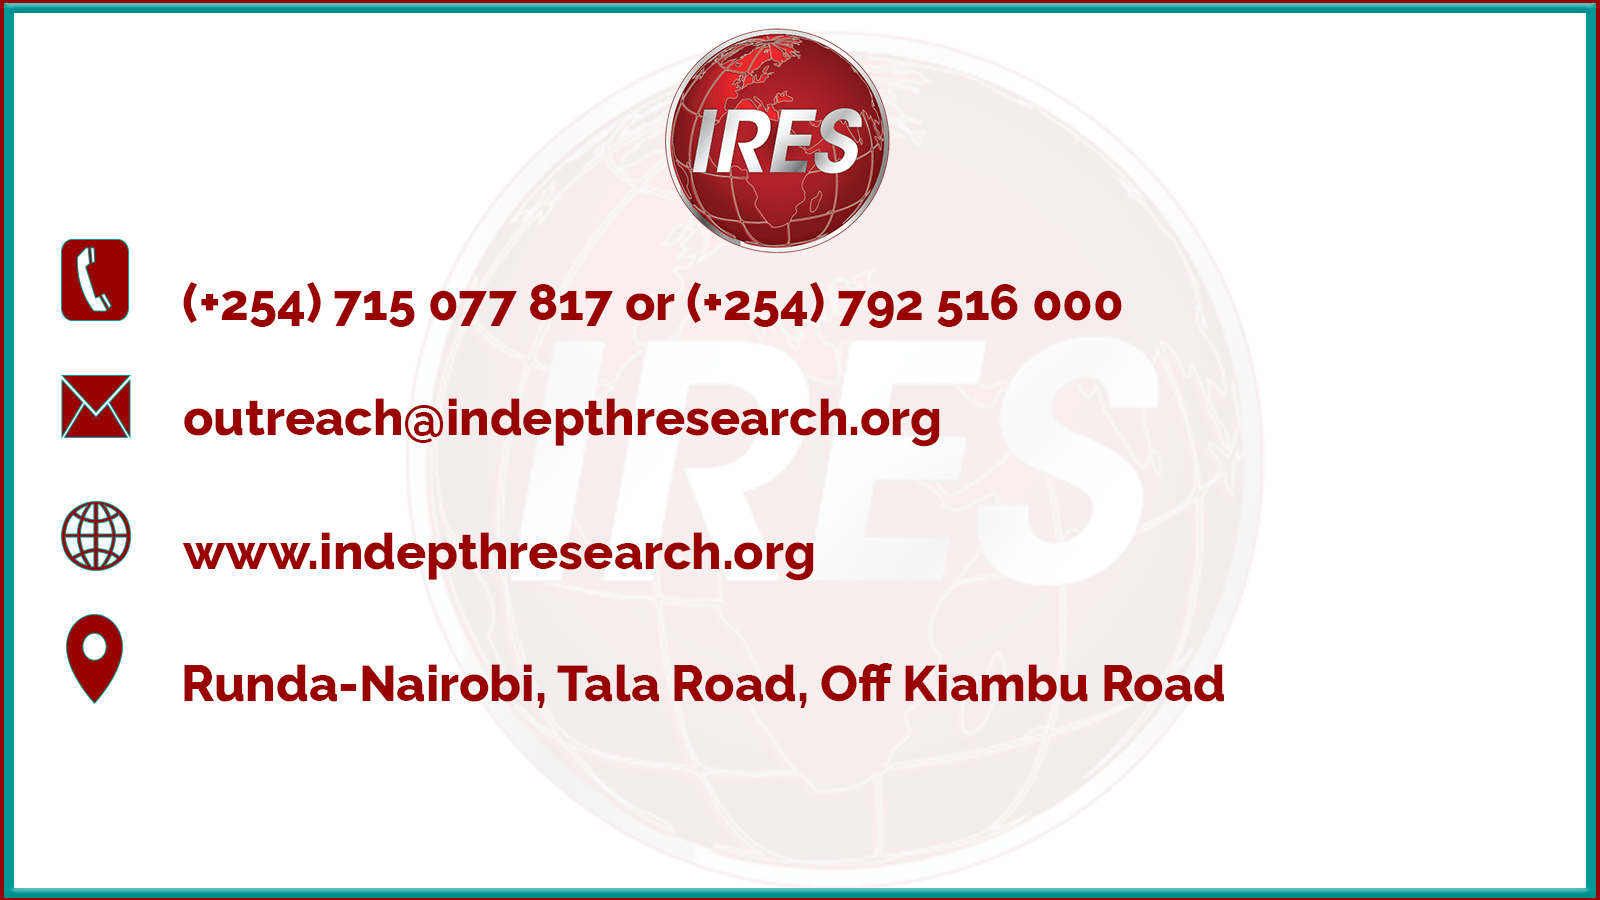 IRES
(+254) 715 077 817 or (+254) 792 516 000
outreach@indepthresearch.org
IRES
www.indepthresearch.org
Runda-Nairobi, Tala Road, Off Kiambu Road